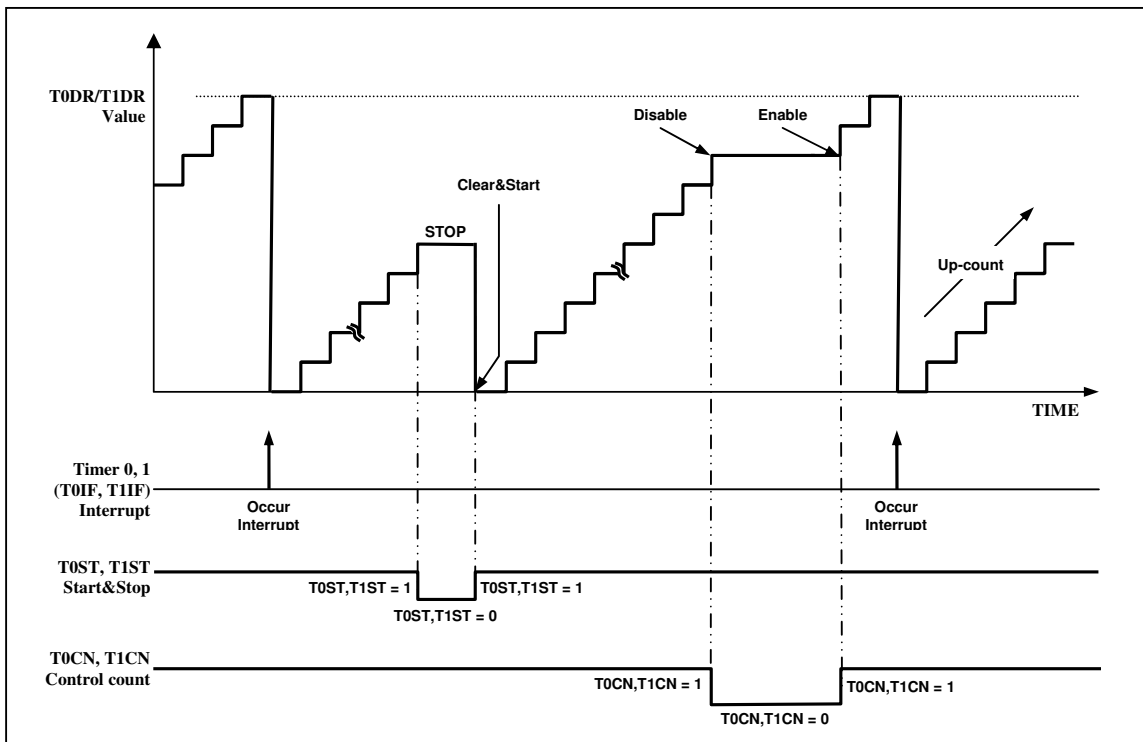 T0DR/T1DR
Value
Disable
Enable
Clear&Start
STOP
Up-count
TIME
Timer 0, 1
(T0IF, T1IF)
Interrupt
Occur
Interrupt
Occur
Interrupt
T0ST, T1ST
Start&Stop
T0ST,T1ST = 1
T0ST,T1ST = 1
T0ST,T1ST = 0
T0CN, T1CN
Control count
T0CN,T1CN = 1
T0CN,T1CN = 1
T0CN,T1CN = 0